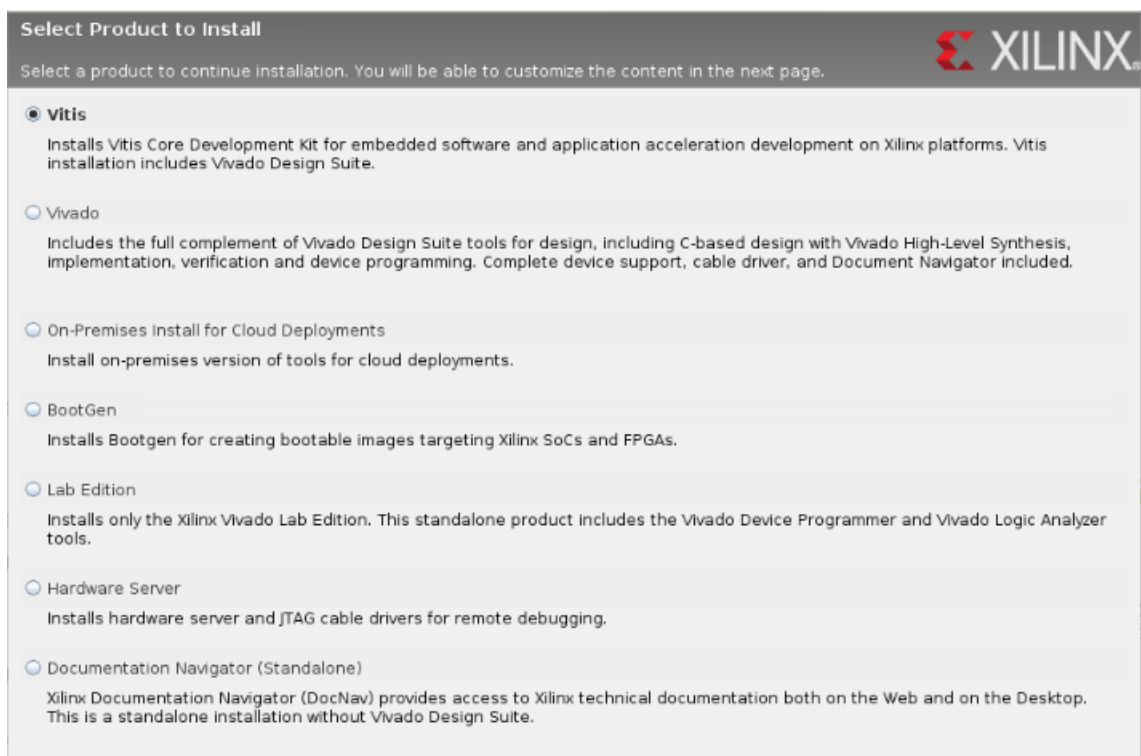 Select Product to Install
XILINX.
Select a product to continue installation. You will be able to customize the content in the next page.
Vitis
Installs Vitis Core Development Kit for embedded software and application acceleration development on Xilinx platforms. Vitis
installation includes Vivado Design Suite.
Vivado
Includes the full complement of Vivado Design Suite tools for design, including C-based design with Vivado High-Level Synthesis,
implementation, verification and device programming. Complete device support, cable driver, and Document Navigator included.
On-Premises Install for Cloud Deployments
Install on-premises version of tools for cloud deployments.
BootGen
Installs Bootgen for creating bootable images targeting Xilinx SoCs and FPGAs.
Lab Edition
Installs only the Xilinx Vivado Lab Edition. This standalone product includes the Vivado Device Programmer and Vivado Logic Analyzer
tools.
Hardware Server
Installs hardware server and JTAG cable drivers for remote debugging.
Documentation Navigator (Standalone)
Xilinx Documentation Navigator (DocNav) provides access to Xilinx technical documentation both on the Web and on the Desktop.
This is a standalone installation without Vivado Design Suite.